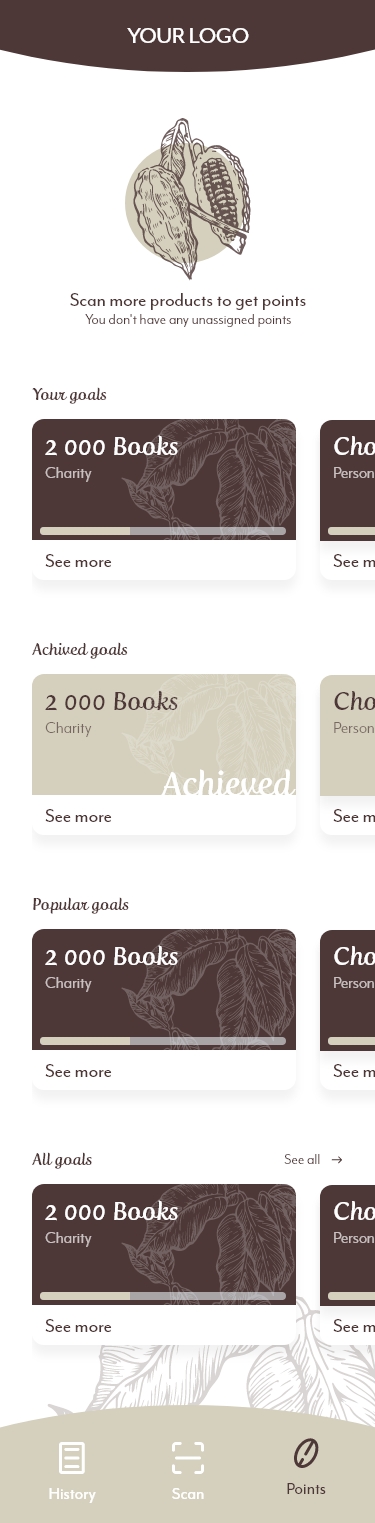 YOUR LOGO
Scan more products to get points
You don't have any unassigned points
Your goals
2 000 Books
Charity
See more
Cho
Person
See m
Achived goals
2 000 Books
Charity
Achieved
See more
Cho
Person
See m
Popular goals
2 000 Books
Charity
See more
Cho
Person
See m
All goals
See all →
2 000 Books
Charity
See more
Cho
Person
See m
History
Scan
Points